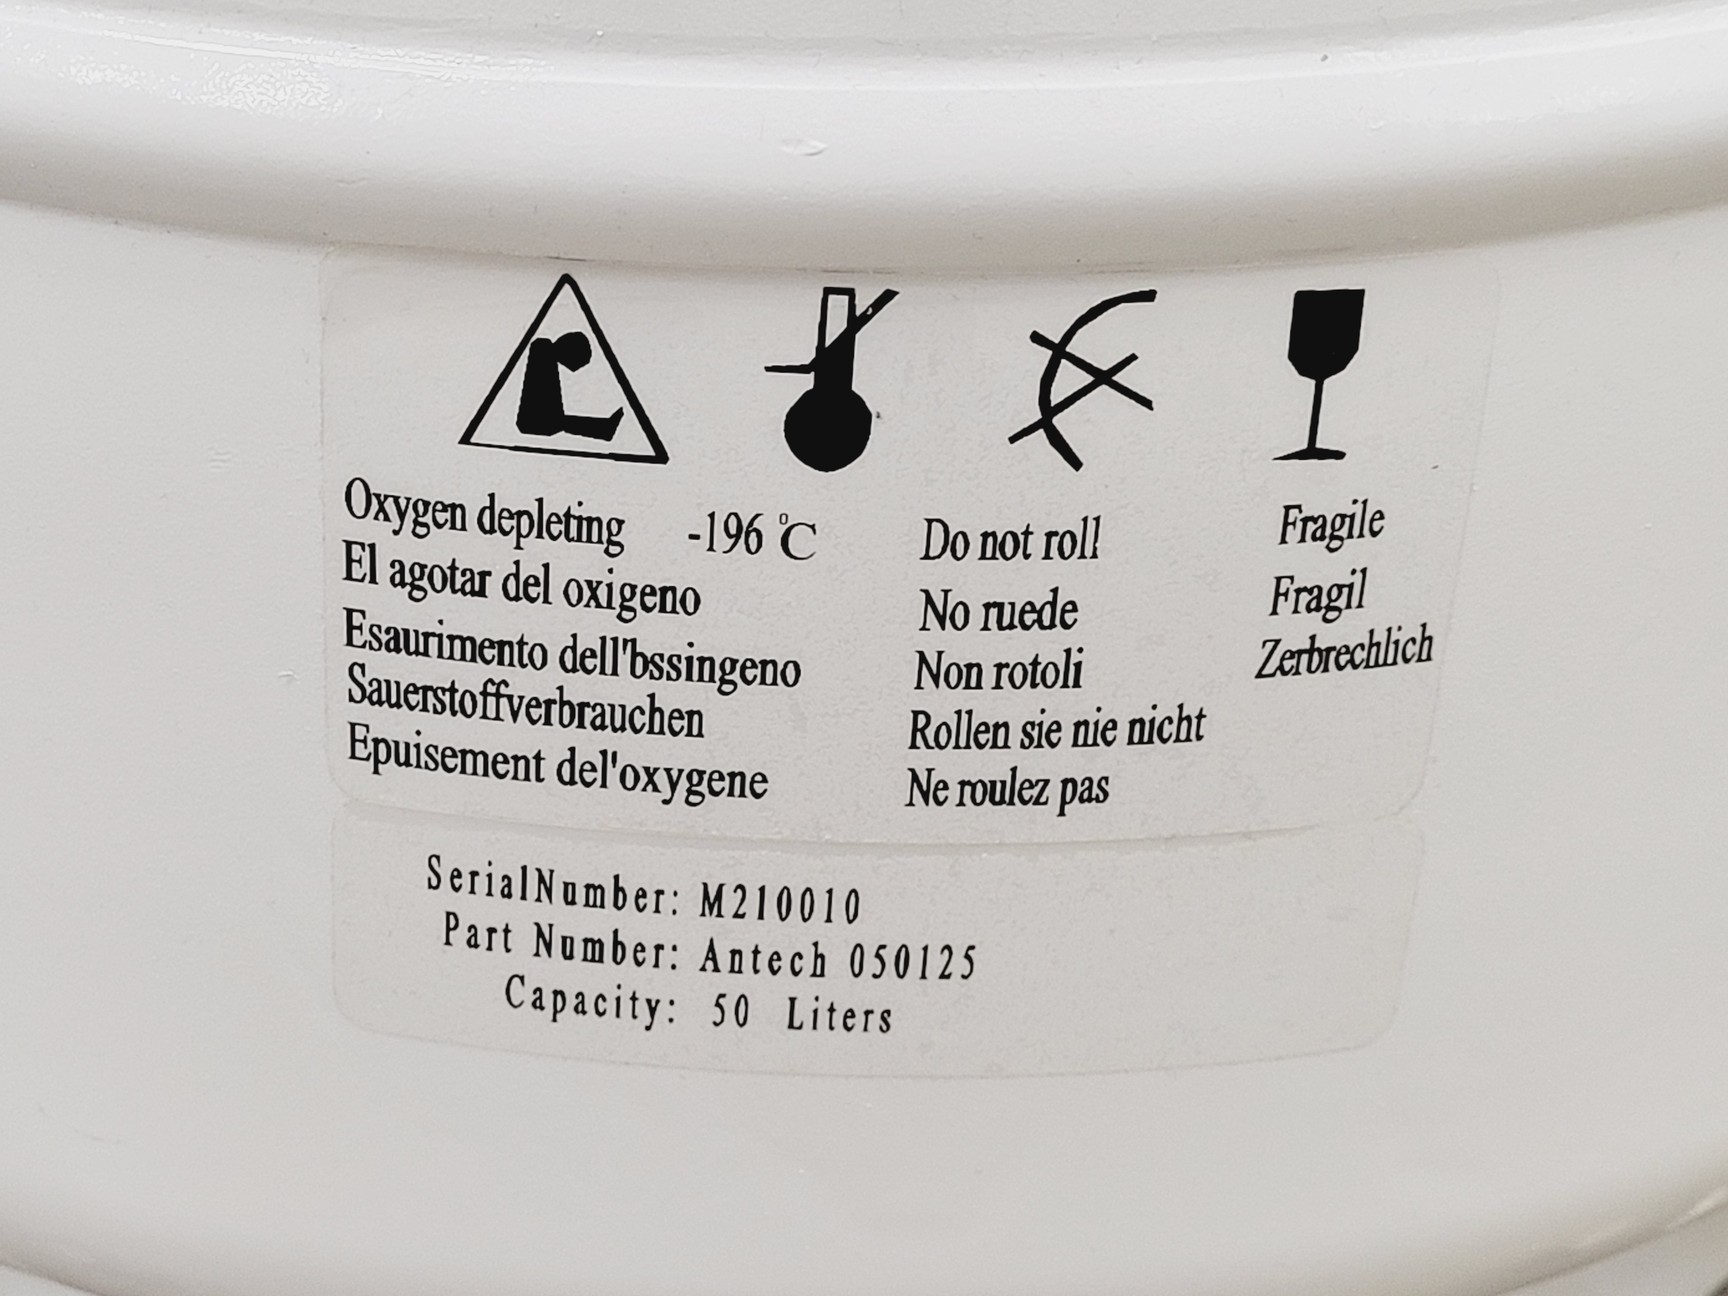 Oxygen depleting
El agotar del oxigeno
Esaurimento dell'bssingeno
Sauerstoffverbrauchen
Epuisement del'oxygene
-196 ℃
Do not roll
No ruede
Non rotoli
Rollen sie nie nicht
Ne roulez pas
Fragile
Fragil
Zerbrechlich
SerialNumber: M210010
Part Number: Antech 050125
Capacity: 50 Liters